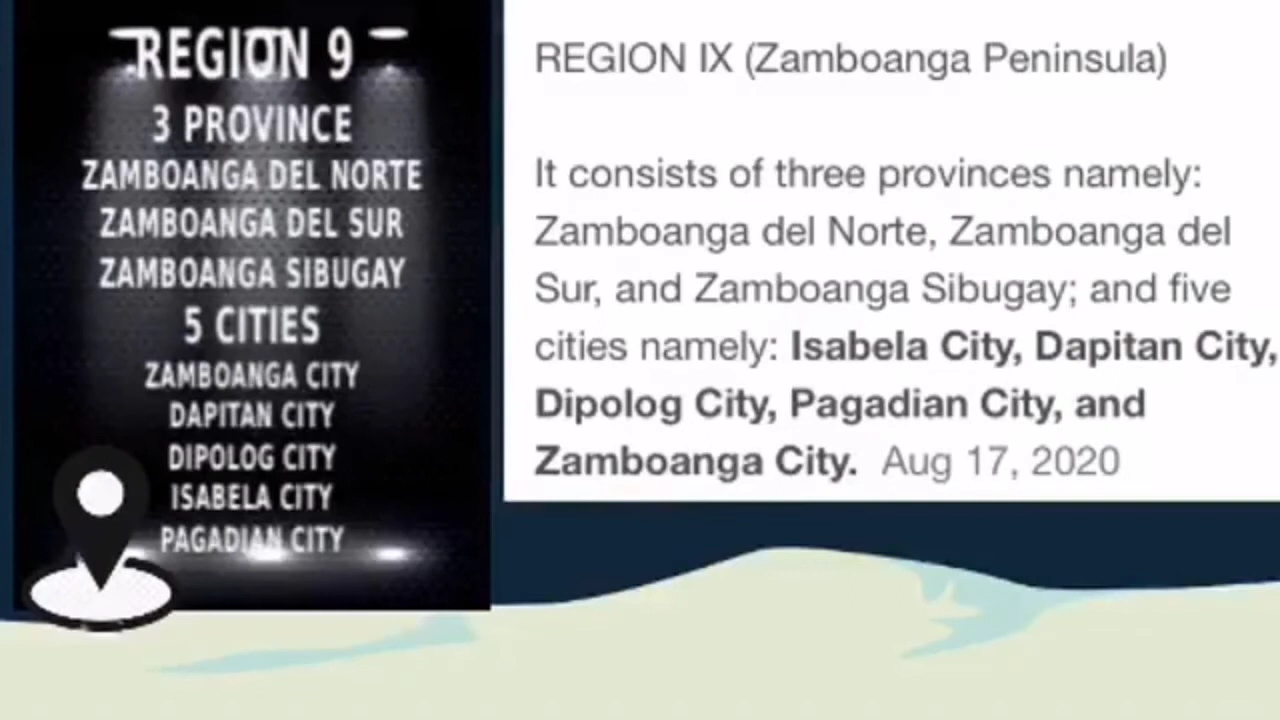 REGION 9
3 PROVINCE
ZAMBOANGA DEL NORTE
ZAMBOANGA DEL SUR
ZAMBOANGA SIBUGAY
5 CITIES
ZAMBOANGA CITY
DAPITAN CITY
DIPOLOG CITY
ISABELA CITY
PAGADIAN CITY
REGION IX (Zamboanga Peninsula)
It consists of three provinces namely:
Zamboanga del Norte, Zamboanga del
Sur, and Zamboanga Sibugay; and five
cities namely: Isabela City, Dapitan City,
Dipolog City, Pagadian City, and
Zamboanga City. Aug 17, 2020